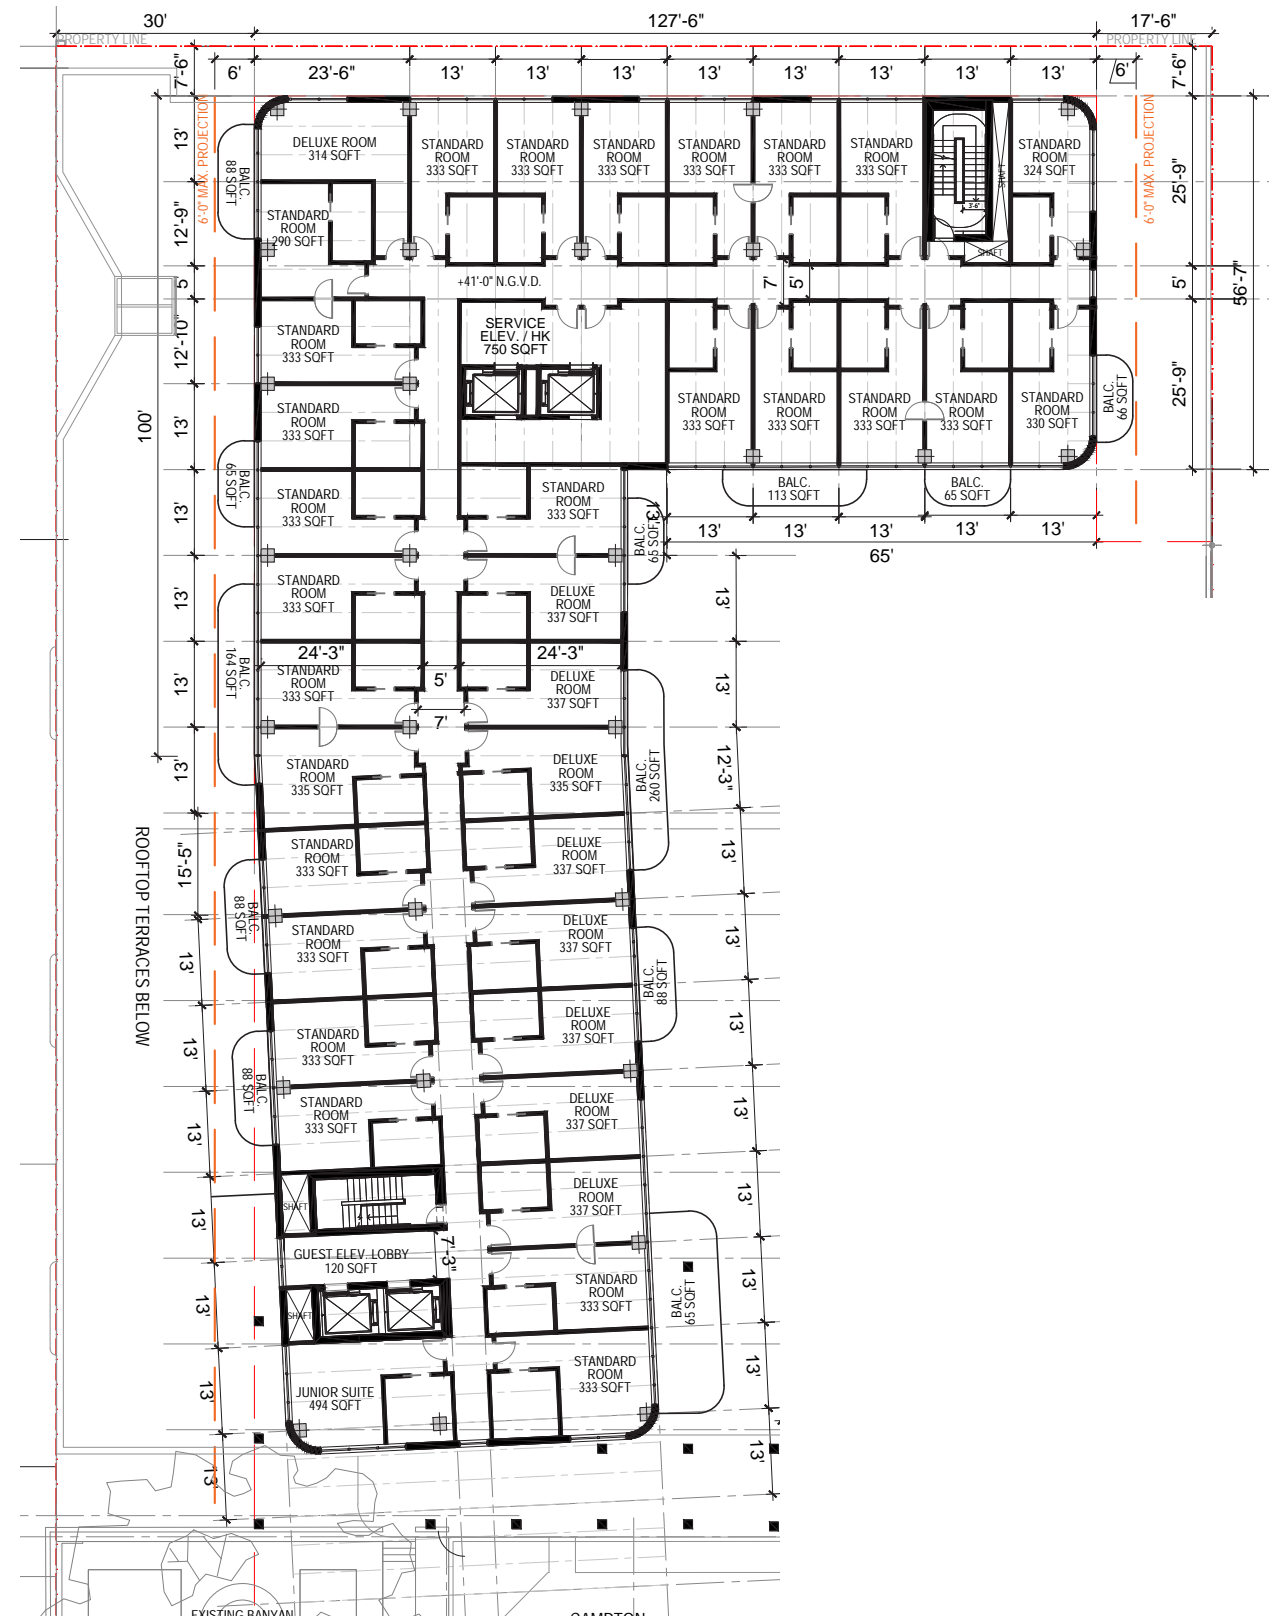 30'
127'-6"
17'-6"
PROPERTY LINE
PROPERTY LINE
7'-6"
6'
23'-6"
13'
13'
13'
13'
13'
13'
13'
13'
6'
7'-6"
6'-0" MAX. PROJECTION
6'-0" MAX. PROJECTION
13'
12'-9"
5'
12'-10"
13'
13'
13'
13'
13'
15'-5"
13'
13'
13'
13'
13'
13'
13'
100'
BALC.
88 SQFT
DELUXE ROOM
314 SQFT
STANDARD
ROOM
333 SQFT
STANDARD
ROOM
333 SQFT
STANDARD
ROOM
333 SQFT
STANDARD
ROOM
333 SQFT
STANDARD
ROOM
333 SQFT
STANDARD
ROOM
333 SQFT
SHAFT
3'-6"
SHAFT
STANDARD
ROOM
324 SQFT
25'-9"
5'
25'-9"
56'-7"
STANDARD
ROOM
290 SQFT
+41'-0" N.G.V.D.
7'
5'
STANDARD
ROOM
333 SQFT
SERVICE
ELEV. / HK
750 SQFT
STANDARD
ROOM
333 SQFT
STANDARD
ROOM
333 SQFT
STANDARD
ROOM
333 SQFT
STANDARD
ROOM
333 SQFT
STANDARD
ROOM
333 SQFT
STANDARD
ROOM
330 SQFT
BALC.
66 SQFT
BALC.
65 SQFT
STANDARD
ROOM
333 SQFT
STANDARD
ROOM
333 SQFT
BALC.
113 SQFT
BALC.
65 SQFT
13'
BALC.
65 SQFT
13'
13'
13'
13'
13'
65'
STANDARD
ROOM
333 SQFT
DELUXE
ROOM
337 SQFT
13'
BALC.
164 SQFT
24'-3"
5'
24'-3"
STANDARD
ROOM
333 SQFT
DELUXE
ROOM
337 SQFT
13'
7'
STANDARD
ROOM
335 SQFT
DELUXE
ROOM
335 SQFT
BALC.
260 SQFT
12'-3"
ROOFTOP TERRACES BELOW
STANDARD
ROOM
333 SQFT
DELUXE
ROOM
337 SQFT
13'
BALC.
88 SQFT
STANDARD
ROOM
333 SQFT
DELUXE
ROOM
337 SQFT
BALC.
88 SQFT
13'
STANDARD
ROOM
333 SQFT
DELUXE
ROOM
337 SQFT
13'
BALC.
88 SQFT
STANDARD
ROOM
333 SQFT
DELUXE
ROOM
337 SQFT
13'
SHAFT
DELUXE
ROOM
337 SQFT
13'
GUEST ELEV. LOBBY
120 SQFT
7'-3"
STANDARD
ROOM
333 SQFT
BALC.
65 SQFT
13'
SHAFT
JUNIOR SUITE
494 SQFT
STANDARD
ROOM
333 SQFT
13'
13'
EXISTING BANYAN